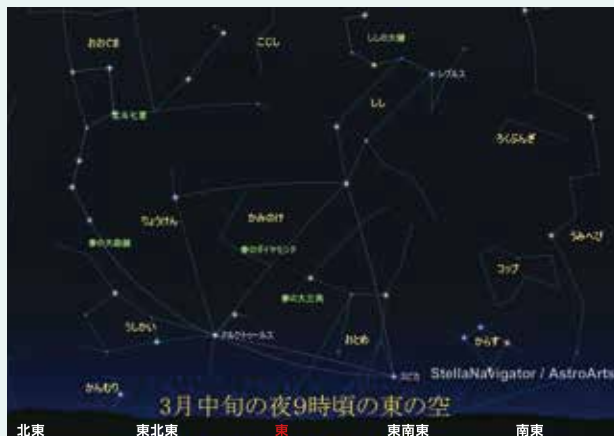 おおぐま
こじし
ししの大鎌
レグルス
しし
北斗七星
ろくぶんぎ
かみのけ
りょうけん
うみへび
春の大曲線
春のダイヤモンド
コップ
春の大三角
うしかい
アルクトゥールス
おとめ
からす
スピカ
StellaNavigator / AstroArts
かんむり
3月中旬の夜9時頃の東の空
北東 東北東 東 東南東 南東